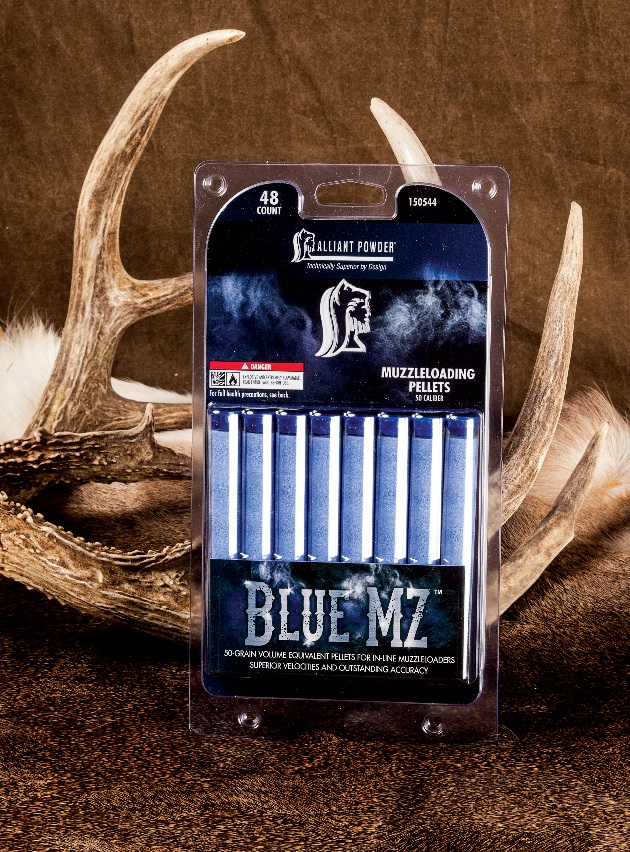 48
COUNT
150544
ALLIANT POWDER
Technically Superior by Design
DANGER
For full health precautions, see back.
MUZZLELOADING
PELLETS
50 CALIBER
BLUE MZ™
50-GRAIN VOLUME EQUIVALENT PELLETS FOR IN-LINE MUZZLELOADERS
SUPERIOR VELOCITIES AND OUTSTANDING ACCURACY